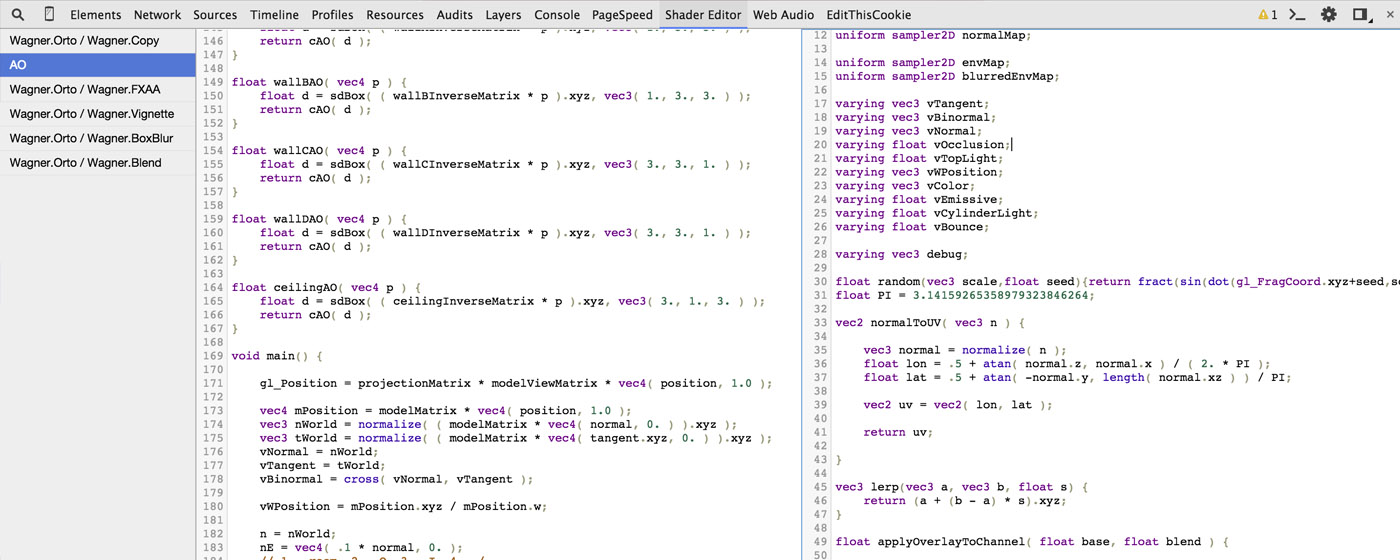 Elements Network Sources Timeline Profiles Resources Audits Layers Console PageSpeed Shader Editor Web Audio EditThisCookie 1
Wagner.Orto / Wagner.Copy
AO
Wagner.Orto / Wagner.FXAA
Wagner.Orto / Wagner.Vignette
Wagner.Orto / Wagner.BoxBlur
Wagner.Orto / Wagner.Blend
146 return cAO( d );
147 }
148
149 float wallBAO( vec4 p ) {
150 float d = sdBox( ( wallBInverseMatrix * p ).xyz, vec3( 1., 3., 3. ) );
151 return cAO( d );
152 }
153
154 float wallCAO( vec4 p ) {
155 float d = sdBox( ( wallCInverseMatrix * p ).xyz, vec3( 3., 3., 1. ) );
156 return cAO( d );
157 }
158
159 float wallDAO( vec4 p ) {
160 float d = sdBox( ( wallDInverseMatrix * p ).xyz, vec3( 3., 3., 1. ) );
161 return cAO( d );
162 }
163
164 float ceilingAO( vec4 p ) {
165 float d = sdBox( ( ceilingInverseMatrix * p ).xyz, vec3( 3., 1., 3. ) );
166 return cAO( d );
167 }
168
169 void main() {
170
171 gl_Position = projectionMatrix * modelViewMatrix * vec4( position, 1.0 );
172
173 vec4 mPosition = modelMatrix * vec4( position, 1.0 );
174 vec3 nWorld = normalize( ( modelMatrix * vec4( normal, 0. ) ).xyz );
175 vec3 tWorld = normalize( ( modelMatrix * vec4( tangent.xyz, 0. ) ).xyz );
176 vNormal = nWorld;
177 vTangent = tWorld;
178 vBinormal = cross( vNormal, vTangent );
179
180 vWPosition = mPosition.xyz / mPosition.w;
181
182 n = nWorld;
183 nE = vec4( .1 * normal, 0. );
12 uniform sampler2D normalMap;
13
14 uniform sampler2D envMap;
15 uniform sampler2D blurredEnvMap;
16
17 varying vec3 vTangent;
18 varying vec3 vBinormal;
19 varying vec3 vNormal;
20 varying float vOcclusion;
21 varying float vTopLight;
22 varying vec3 vWPosition;
23 varying vec3 vColor;
24 varying float vEmissive;
25 varying float vCylinderLight;
26 varying float vBounce;
27
28 varying vec3 debug;
29
30 float random(vec3 scale,float seed){return fract(sin(dot(gl_FragCoord.xyz+seed,sc
31 float PI = 3.14159265358979323846264;
32
33 vec2 normalToUV( vec3 n ) {
34
35 vec3 normal = normalize( n );
36 float lon = .5 + atan( normal.z, normal.x ) / ( 2. * PI );
37 float lat = .5 + atan( -normal.y, length( normal.xz ) ) / PI;
38
39 vec2 uv = vec2( lon, lat );
40
41 return uv;
42
43 }
44
45 vec3 lerp(vec3 a, vec3 b, float s) {
46 return (a + (b - a) * s).xyz;
47 }
48
49 float applyOverlayToChannel( float base, float blend ) {
50